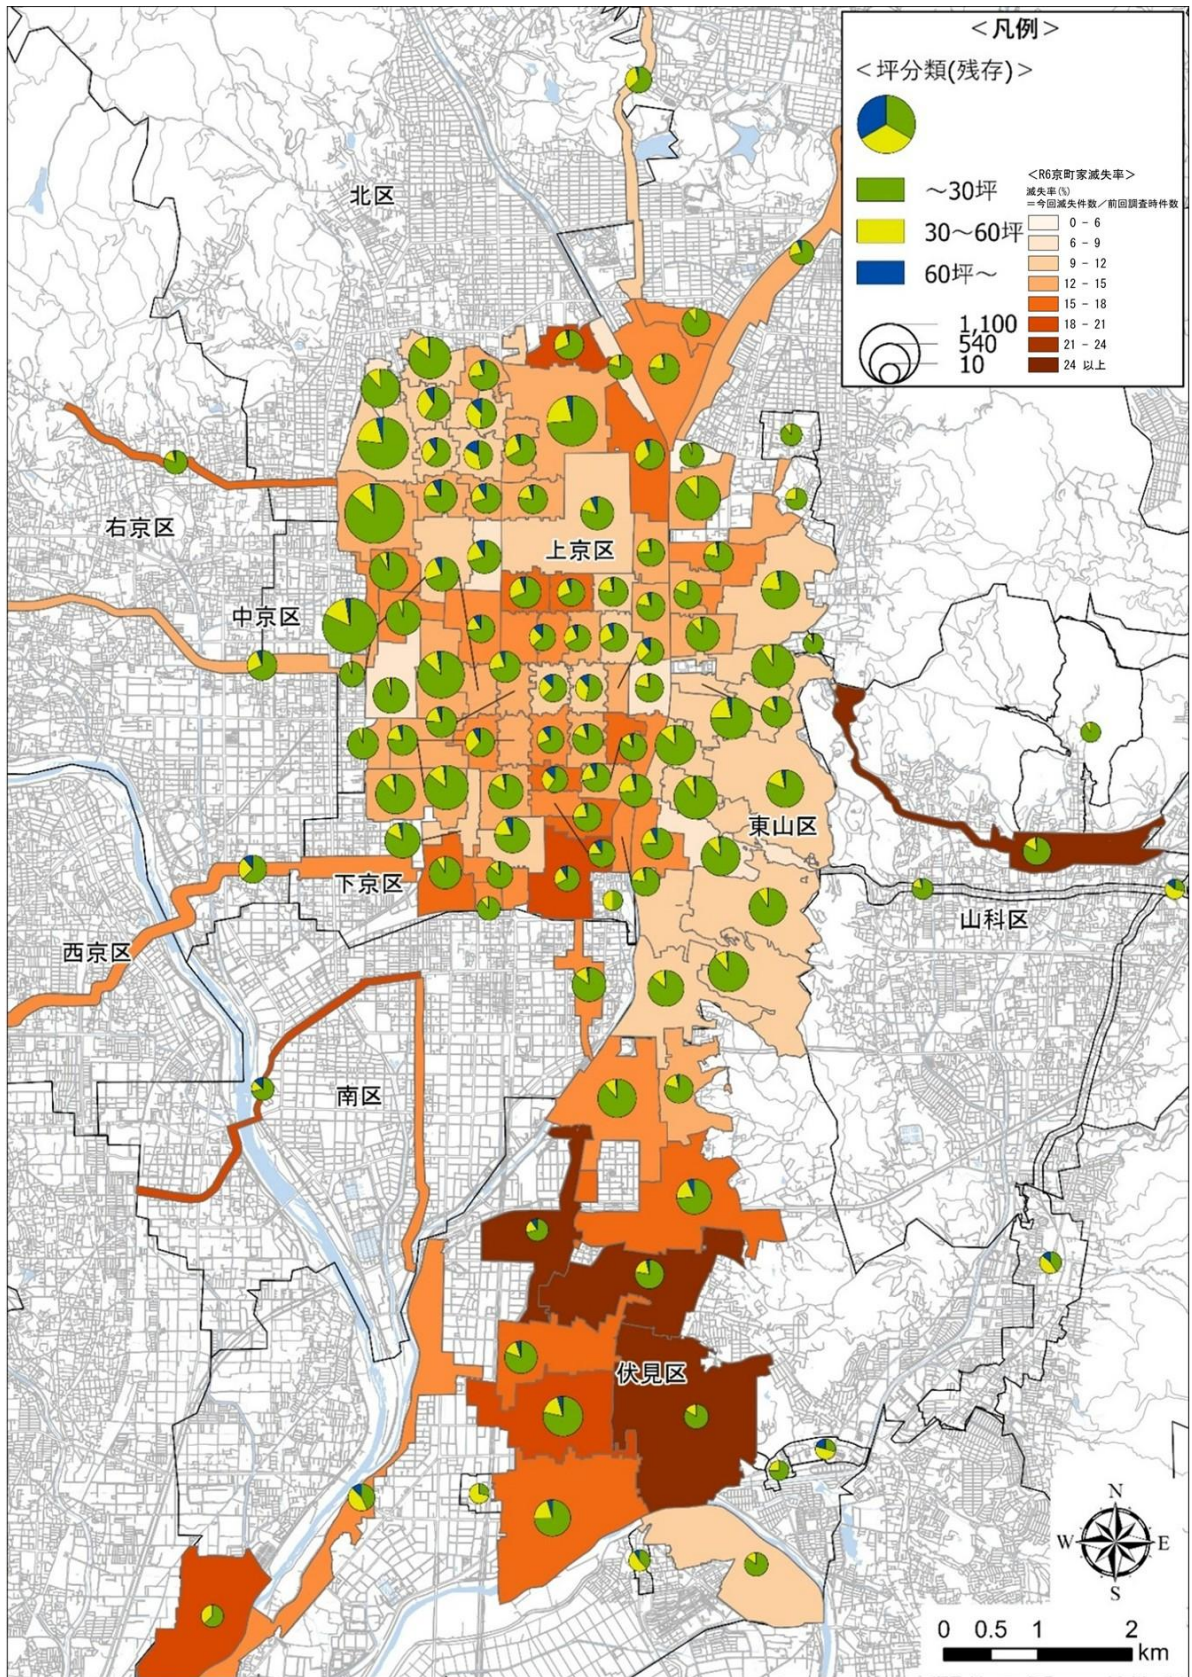 ＜凡例＞
＜坪分類(残存)＞
～30坪
30～60坪
60坪～
1,100
540
10
＜R6京町家滅失率＞
滅失率(%)
＝今回滅失件数／前回調査時件数
0 - 6
6 - 9
9 - 12
12 - 15
15 - 18
18 - 21
21 - 24
24 以上
北区
右京区
上京区
中京区
東山区
下京区
山科区
西京区
南区
伏見区
N
W
E
S
0 0.5 1 2
km